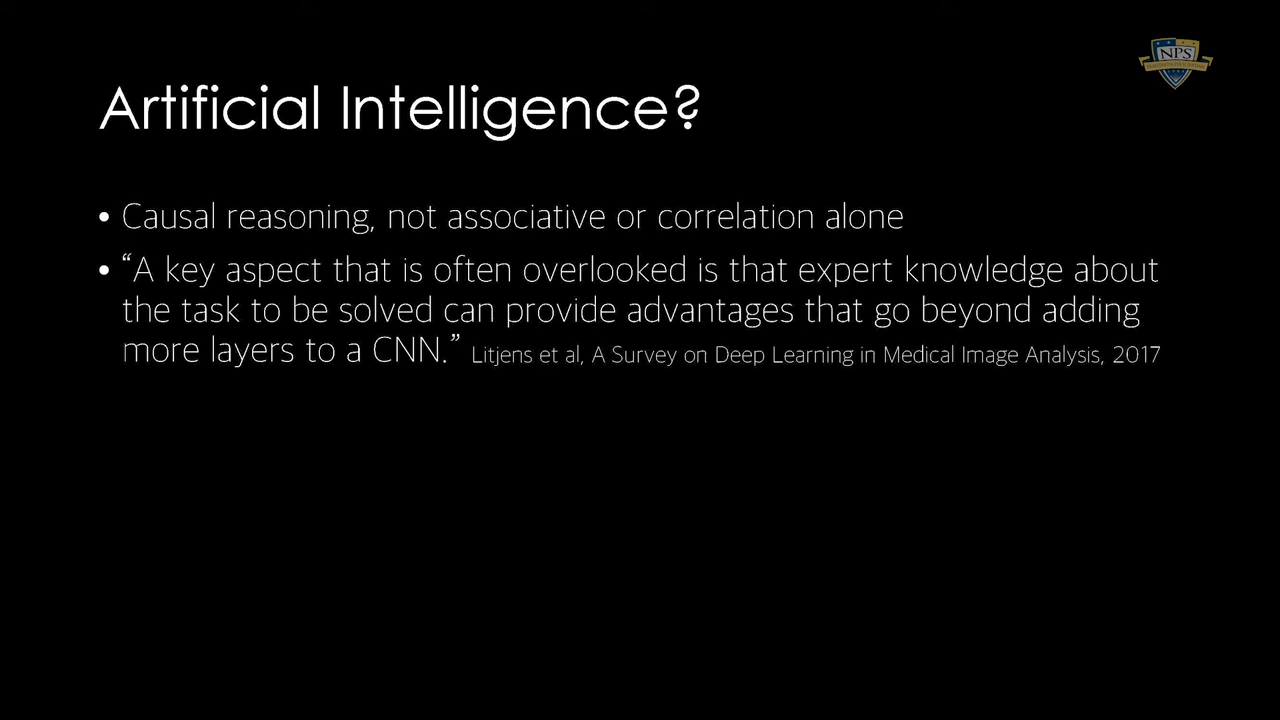 NPS
Artificial Intelligence?
• Causal reasoning, not associative or correlation alone
• “A key aspect that is often overlooked is that expert knowledge about
the task to be solved can provide advantages that go beyond adding
more layers to a CNN.” Litjens et al, A Survey on Deep Learning in Medical Image Analysis, 2017